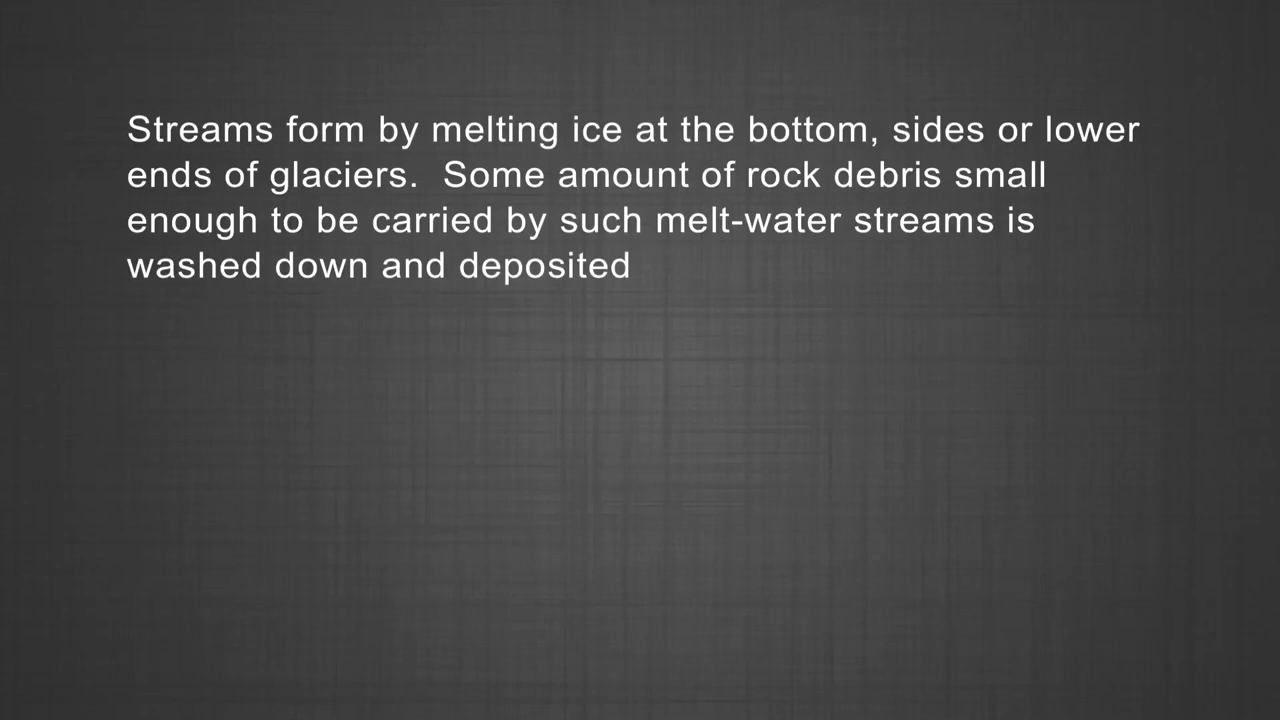 Streams form by melting ice at the bottom, sides or lower
ends of glaciers.  Some amount of rock debris small
enough to be carried by such melt-water streams is
washed down and deposited